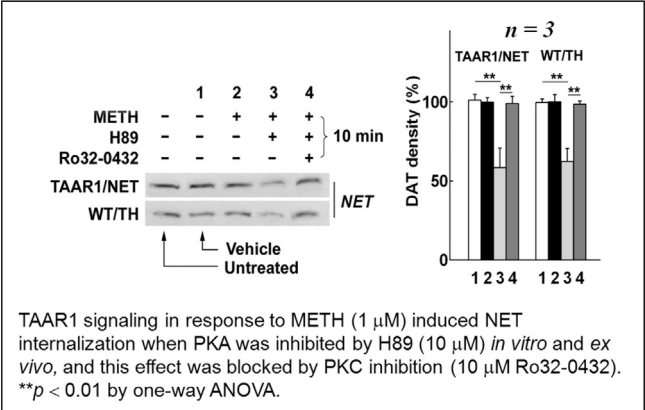 n = 3
TAAR1/NET WT/TH
** ** ** **
DAT density (%)
100
50
0
1 2 3 4 1 2 3 4
1 2 3 4
METH – – + + +
H89 – – – + +
Ro32-0432 – – – – +
10 min
TAAR1/NET
WT/TH
NET
Vehicle
Untreated
TAAR1 signaling in response to METH (1 μM) induced NET
internalization when PKA was inhibited by H89 (10 μM) in vitro and ex
vivo, and this effect was blocked by PKC inhibition (10 μM Ro32-0432).
**p < 0.01 by one-way ANOVA.